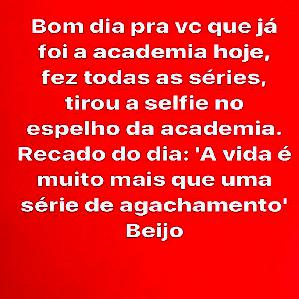 Bom dia pra vc que já
foi a academia hoje,
fez todas as séries,
tirou a selfie no
espelho da academia.
Recado do dia: 'A vida é
muito mais que uma
série de agachamento'
Beijo